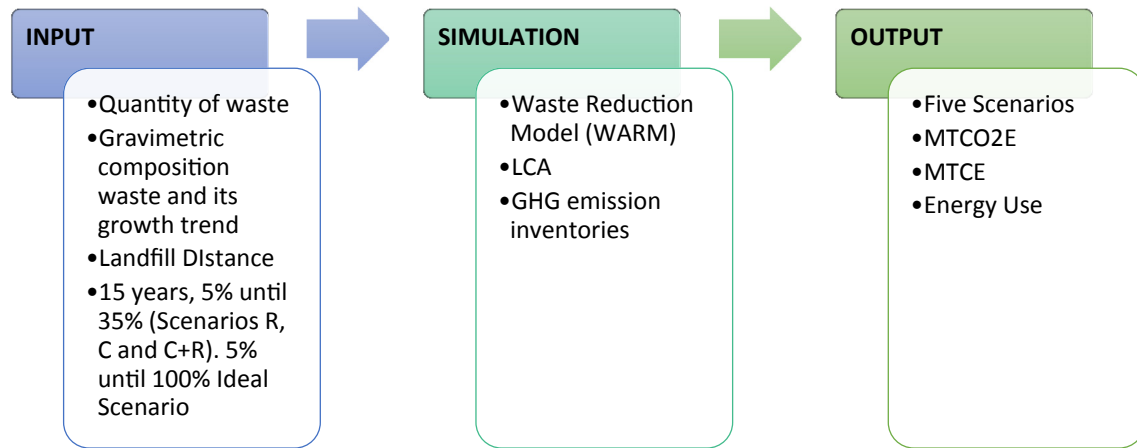 INPUT
•Quantity of waste
•Gravimetric
composition
waste and its
growth trend
•Landfill DIstance
•15 years, 5% until
35% (Scenarios R,
C and C+R). 5%
until 100% Ideal
Scenario
SIMULATION
•Waste Reduction
Model (WARM)
•LCA
•GHG emission
inventories
OUTPUT
•Five Scenarios
•MTCO2E
•MTCE
•Energy Use